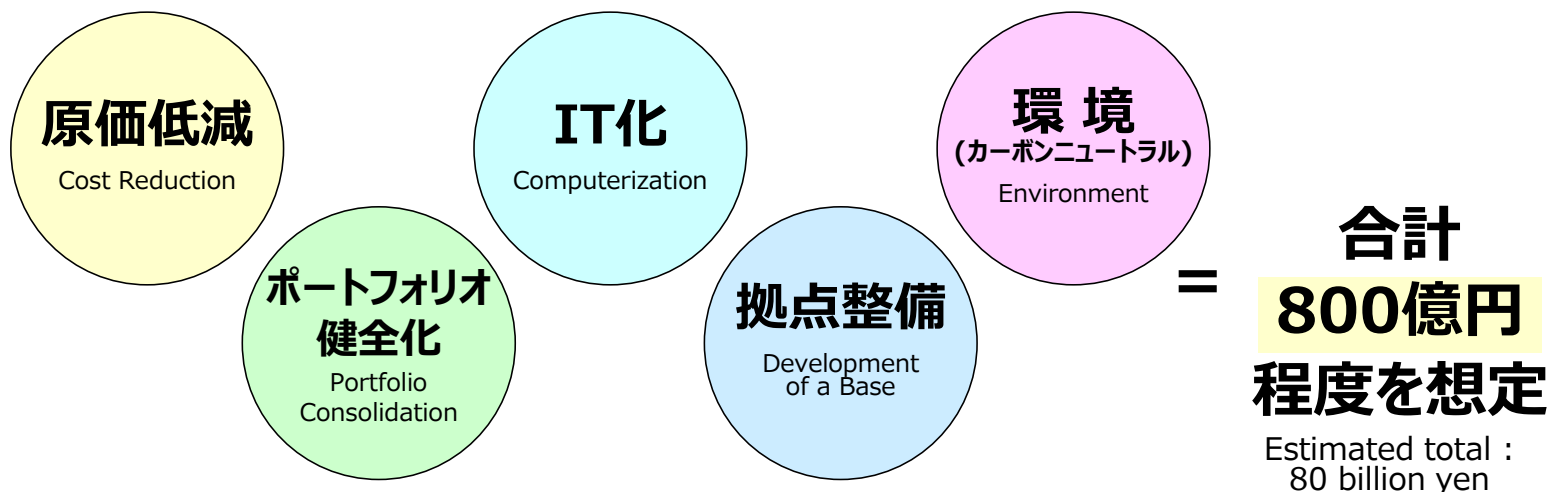 原価低減
Cost Reduction
ポートフォリオ
健全化
Portfolio
Consolidation
IT化
Computerization
拠点整備
Development
of a Base
環 境
(カーボンニュートラル)
Environment
=
合計
800億円
程度を想定
Estimated total :
80 billion yen